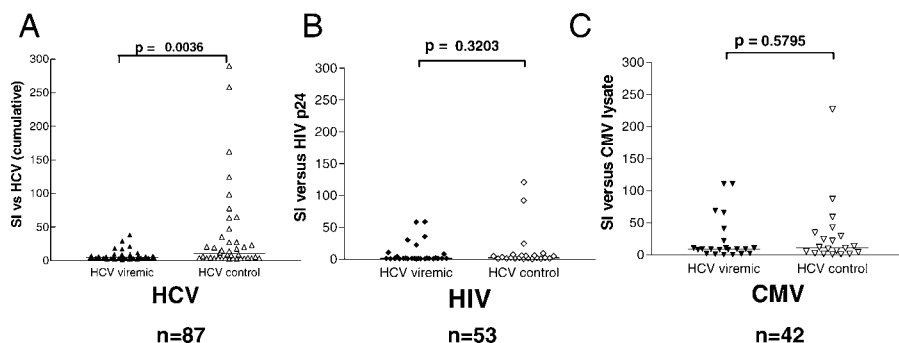 A
p = 0.0036
SI vs HCV (cumulative)
300
250
200
150
100
50
0
HCV viremic HCV control
HCV
n=87
B
p = 0.3203
SI versus HIV p24
300
250
200
150
100
50
0
HCV viremic HCV control
HIV
n=53
C
p = 0.5795
SI versus CMV lysate
300
250
200
150
100
50
0
HCV viremic HCV control
CMV
n=42